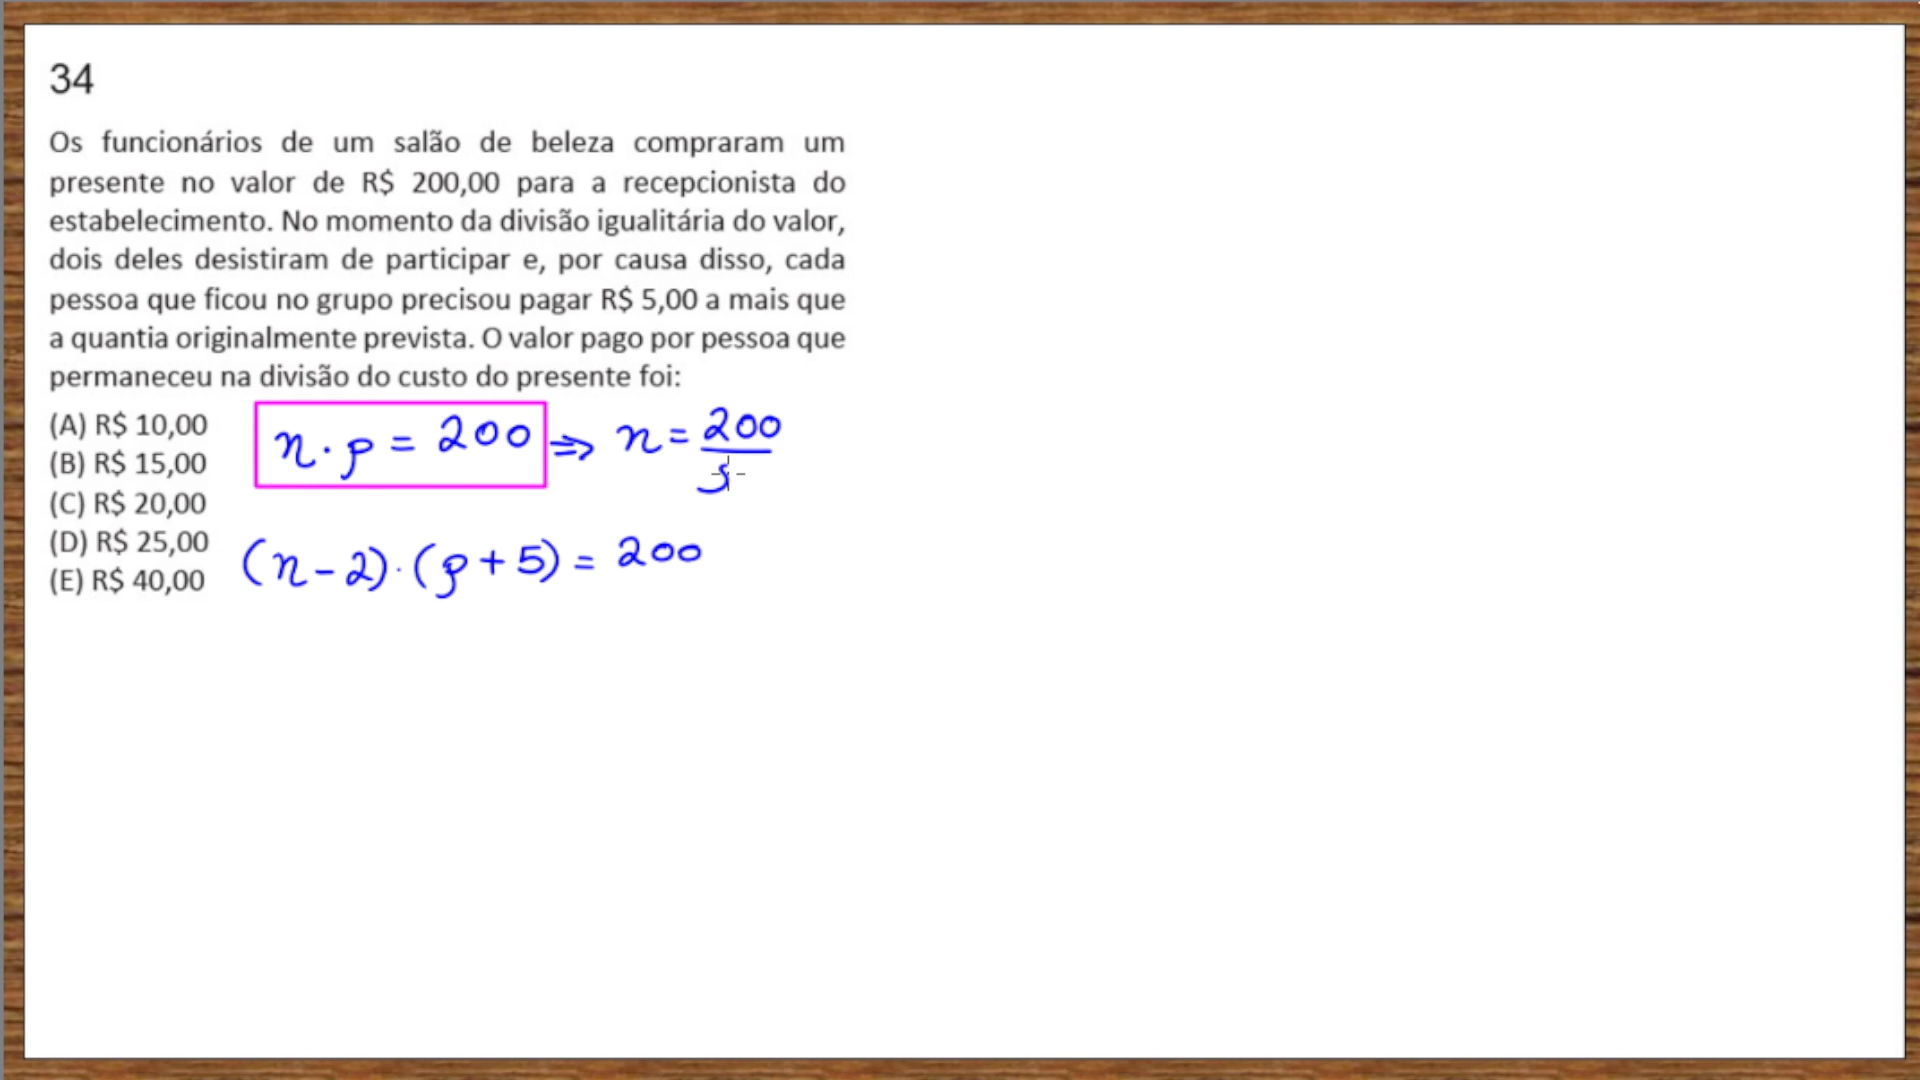 34
Os funcionários de um salão de beleza compraram um
presente no valor de R$ 200,00 para a recepcionista do
estabelecimento. No momento da divisão igualitária do valor,
dois deles desistiram de participar e, por causa disso, cada
pessoa que ficou no grupo precisou pagar R$ 5,00 a mais que
a quantia originalmente prevista. O valor pago por pessoa que
permaneceu na divisão do custo do presente foi:
(A) R$ 10,00
(B) R$ 15,00
(C) R$ 20,00
(D) R$ 25,00
(E) R$ 40,00
n · p = 200 ⇒ n = 200
(n - 2) · (p + 5) = 200